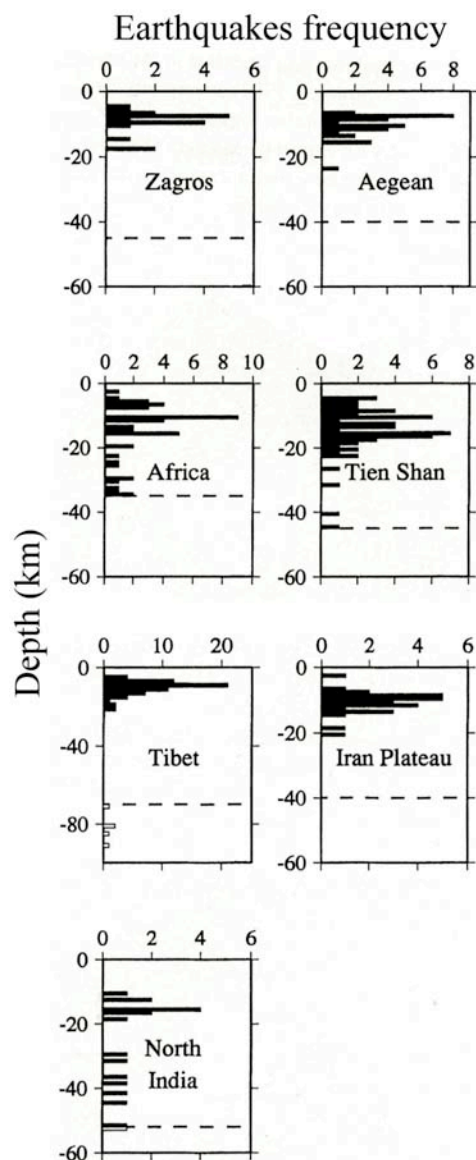 Earthquakes frequency
0 2 4 6
0 2 4 6 8
0
-20
-40
-60
Zagros
0
-20
-40
-60
Aegean
0 2 4 6 8 10
0 2 4 6 8
0
-20
-40
-60
Africa
0
-20
-40
-60
Tien Shan
Depth (km)
0 10 20
0 2 4 6
0
-40
-80
Tibet
0
-20
-40
-60
Iran Plateau
0 2 4 6
0
-20
-40
-60
North
India